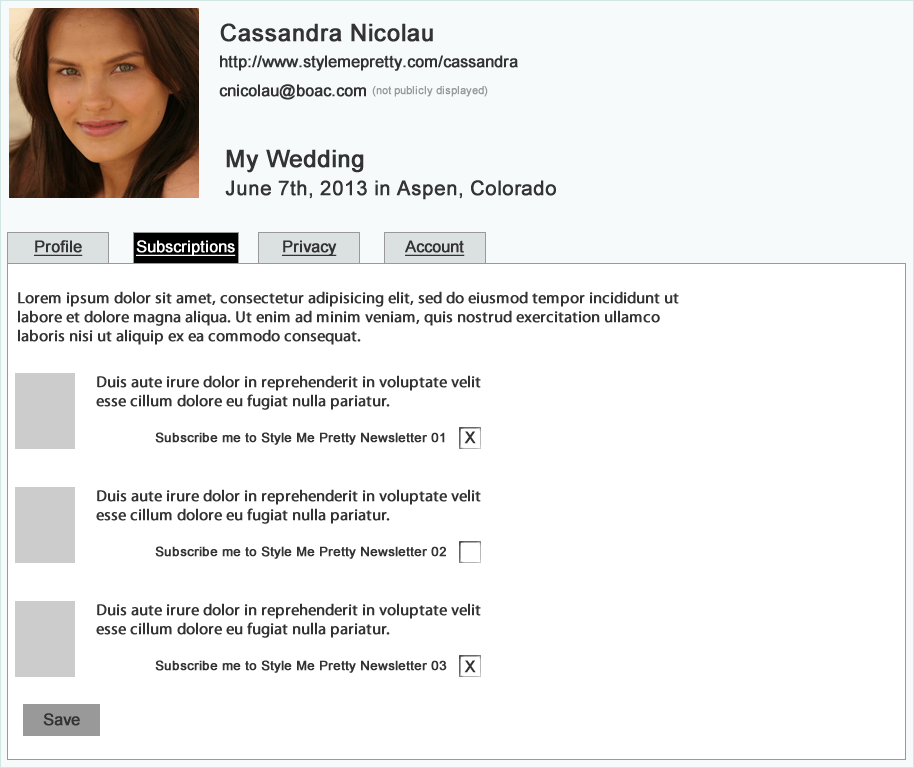 Cassandra Nicolau
http://www.stylemepretty.com/cassandra
cnicolau@boac.com (not publicly displayed)
My Wedding
June 7th, 2013 in Aspen, Colorado
Profile Subscriptions Privacy Account
Lorem ipsum dolor sit amet, consectetur adipisicing elit, sed do eiusmod tempor incididunt ut
labore et dolore magna aliqua. Ut enim ad minim veniam, quis nostrud exercitation ullamco
laboris nisi ut aliquip ex ea commodo consequat.
Duis aute irure dolor in reprehenderit in voluptate velit
esse cillum dolore eu fugiat nulla pariatur.
Subscribe me to Style Me Pretty Newsletter 01 X
Duis aute irure dolor in reprehenderit in voluptate velit
esse cillum dolore eu fugiat nulla pariatur.
Subscribe me to Style Me Pretty Newsletter 02
Duis aute irure dolor in reprehenderit in voluptate velit
esse cillum dolore eu fugiat nulla pariatur.
Subscribe me to Style Me Pretty Newsletter 03 X
Save